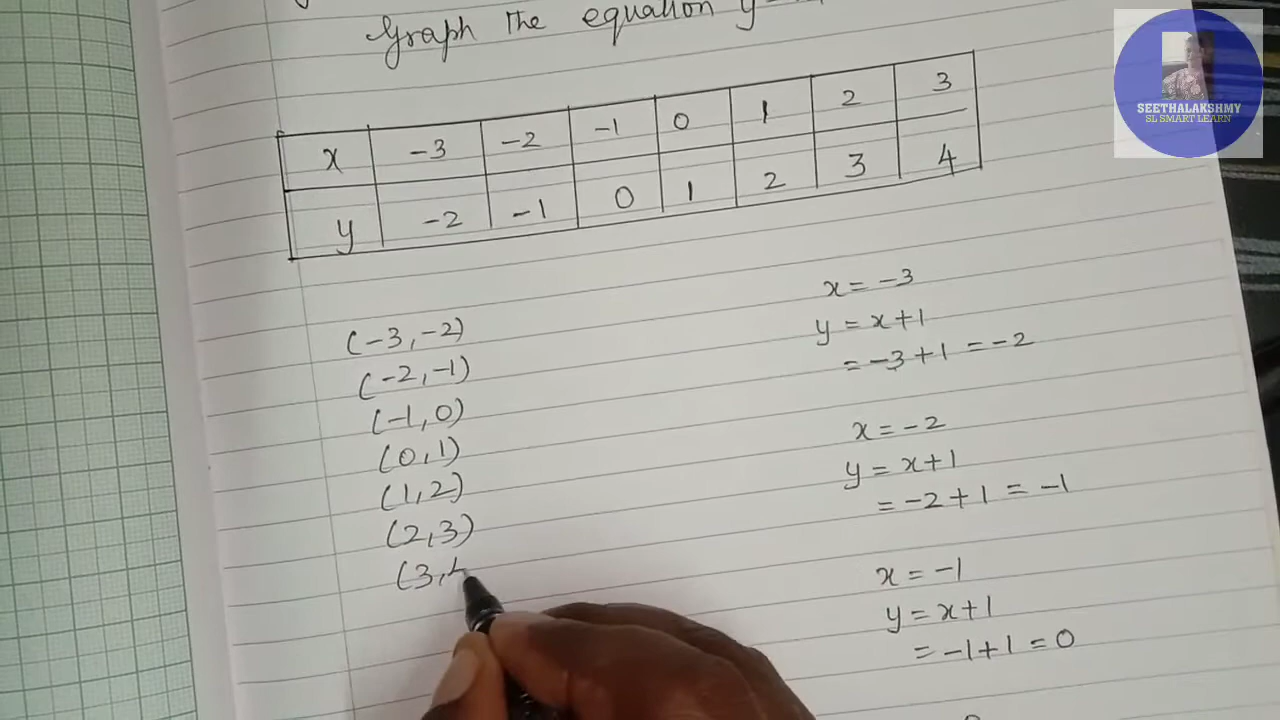 Graph the equation y =
x -3 -2 -1 0 1 2 3
y -2 -1 0 1 2 3 4
(-3, -2)
(-2, -1)
(-1, 0)
(0, 1)
(1, 2)
(2, 3)
(3,
x = -3
y = x+1
= -3+1 = -2
x = -2
y = x+1
= -2+1 = -1
x = -1
y = x+1
= -1+1 = 0
SEETHALAKSHMY
SL SMART LEARN